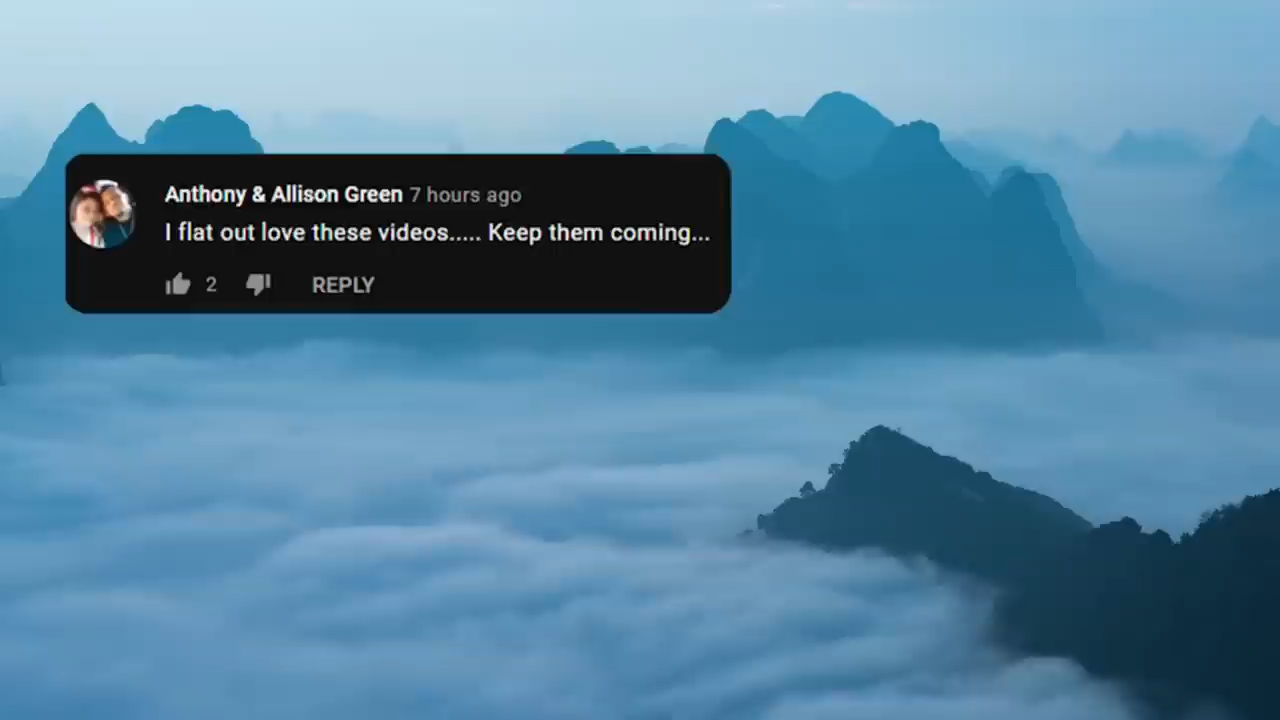 Anthony & Allison Green 7 hours ago
I flat out love these videos..... Keep them coming...
2 REPLY